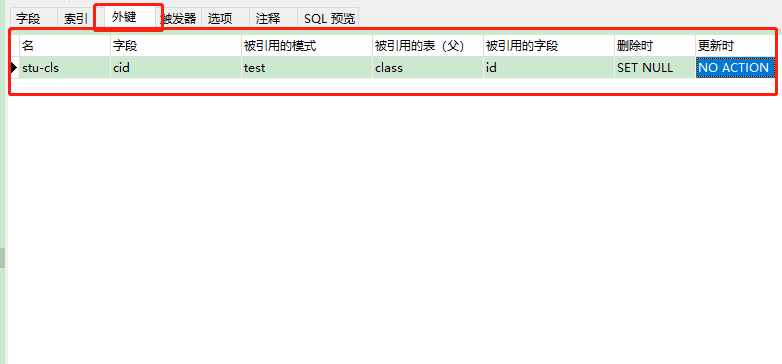 字段 索引 外键 触发器 选项 注释 SQL 预览
名 字段 被引用的模式 被引用的表（父） 被引用的字段 删除时 更新时
stu-cls cid test class id SET NULL NO ACTION